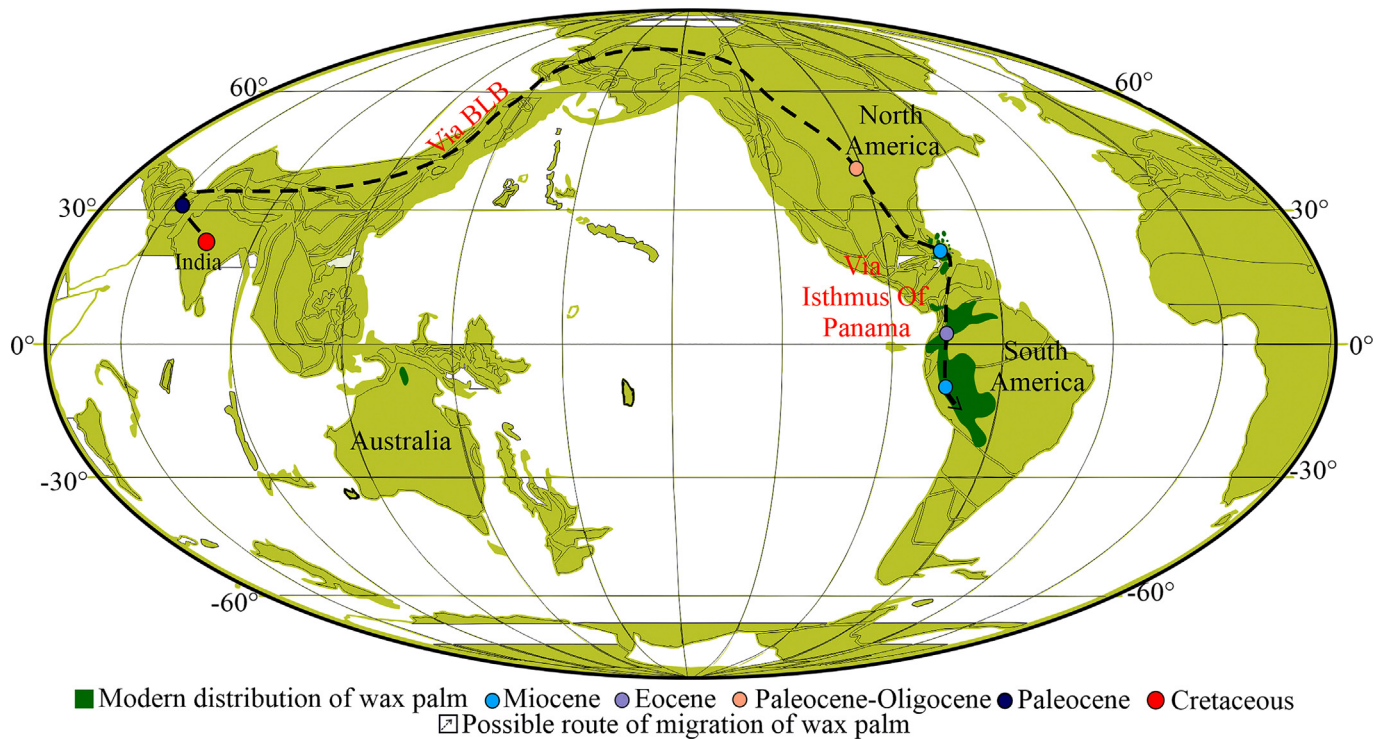 60°
60°
Via BLB
North
America
30°
30°
India
Via
Isthmus Of
Panama
0°
0°
South
America
Australia
-30°
-30°
-60°
-60°
Modern distribution of wax palm Miocene Eocene Paleocene-Oligocene Paleocene Cretaceous
Possible route of migration of wax palm